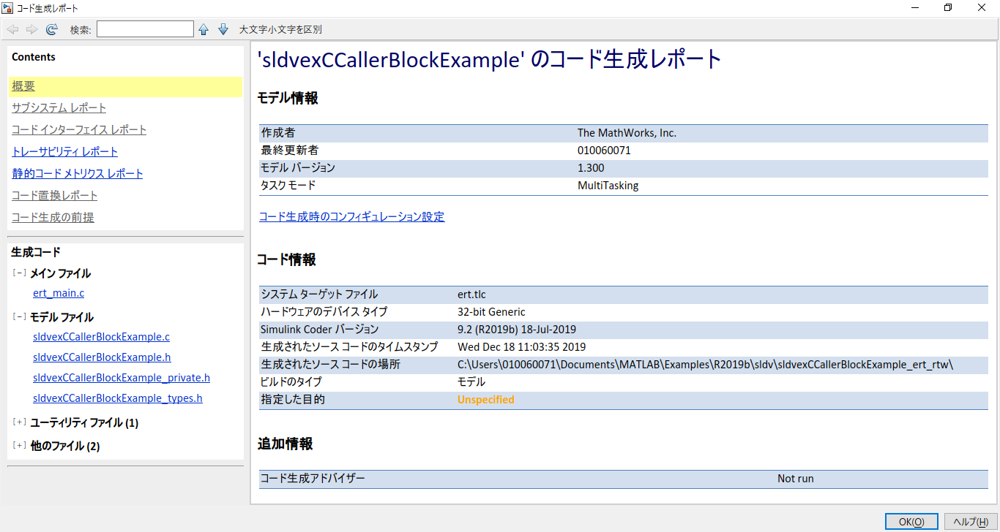 コード生成レポート
検索:
大文字小文字を区別
Contents
概要
サブシステム レポート
コード インターフェイス レポート
トレーサビリティ レポート
静的コード メトリクス レポート
コード置換レポート
コード生成の前提
生成コード
[-] メイン ファイル
ert_main.c
[-] モデル ファイル
sldvexCCallerBlockExample.c
sldvexCCallerBlockExample.h
sldvexCCallerBlockExample_private.h
sldvexCCallerBlockExample_types.h
[+] ユーティリティ ファイル (1)
[+] 他のファイル (2)
'sldvexCCallerBlockExample' のコード生成レポート
モデル情報
作成者 The MathWorks, Inc.
最終更新者 010060071
モデル バージョン 1.300
タスク モード MultiTasking
コード生成時のコンフィギュレーション設定
コード情報
システム ターゲット ファイル ert.tlc
ハードウェアのデバイス タイプ 32-bit Generic
Simulink Coder バージョン 9.2 (R2019b) 18-Jul-2019
生成されたソース コードのタイムスタンプ Wed Dec 18 11:03:35 2019
生成されたソース コードの場所 C:\Users\010060071\Documents\MATLAB\Examples\R2019b\sldv\sldvexCCallerBlockExample_ert_rtw\
ビルドのタイプ モデル
指定した目的 Unspecified
追加情報
コード生成アドバイザー Not run
OK(O) ヘルプ(H)